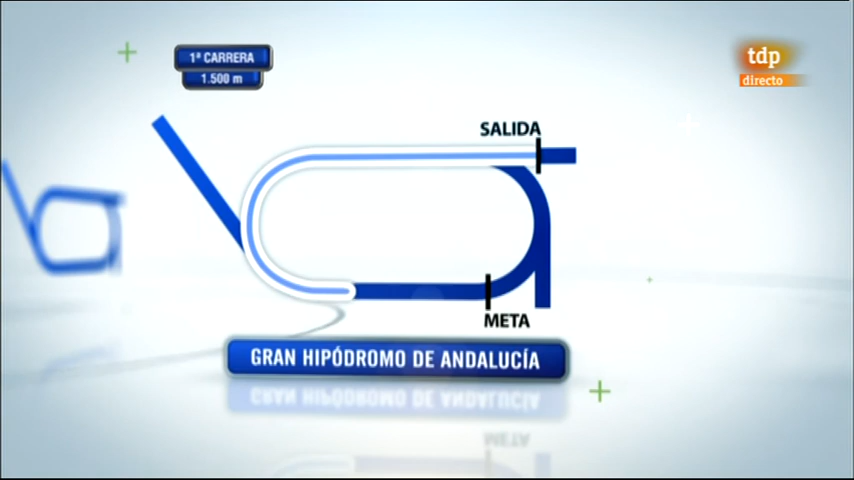 1ª CARRERA
1.500 m
tdp
directo
SALIDA
META
GRAN HIPÓDROMO DE ANDALUCÍA